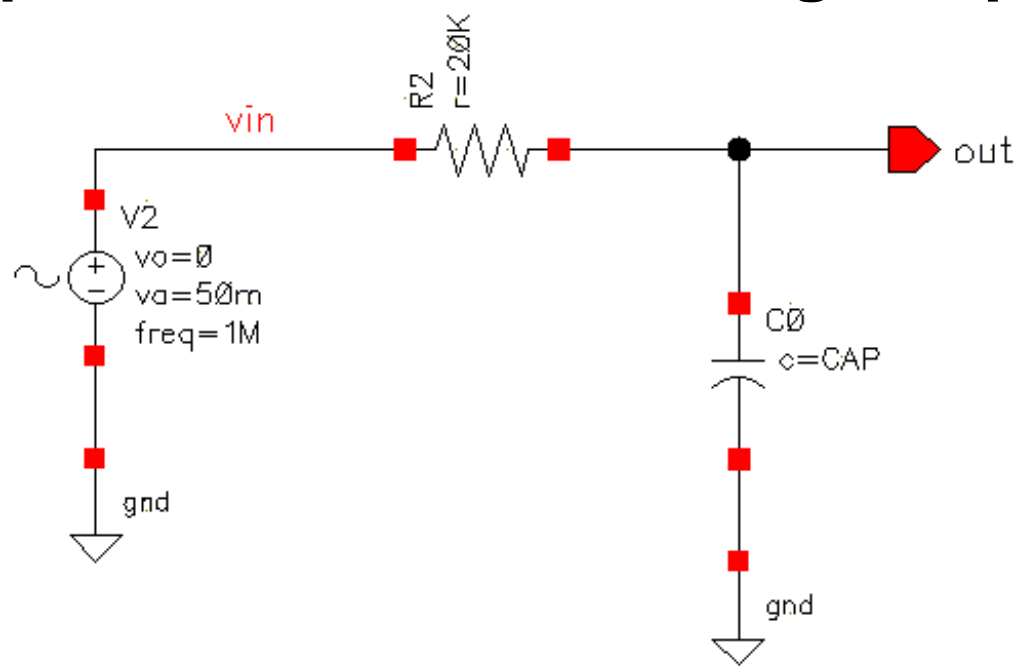 vin
R2
r=20K
out
V2
vo=0
va=50m
freq=1M
gnd
C0
c=CAP
gnd